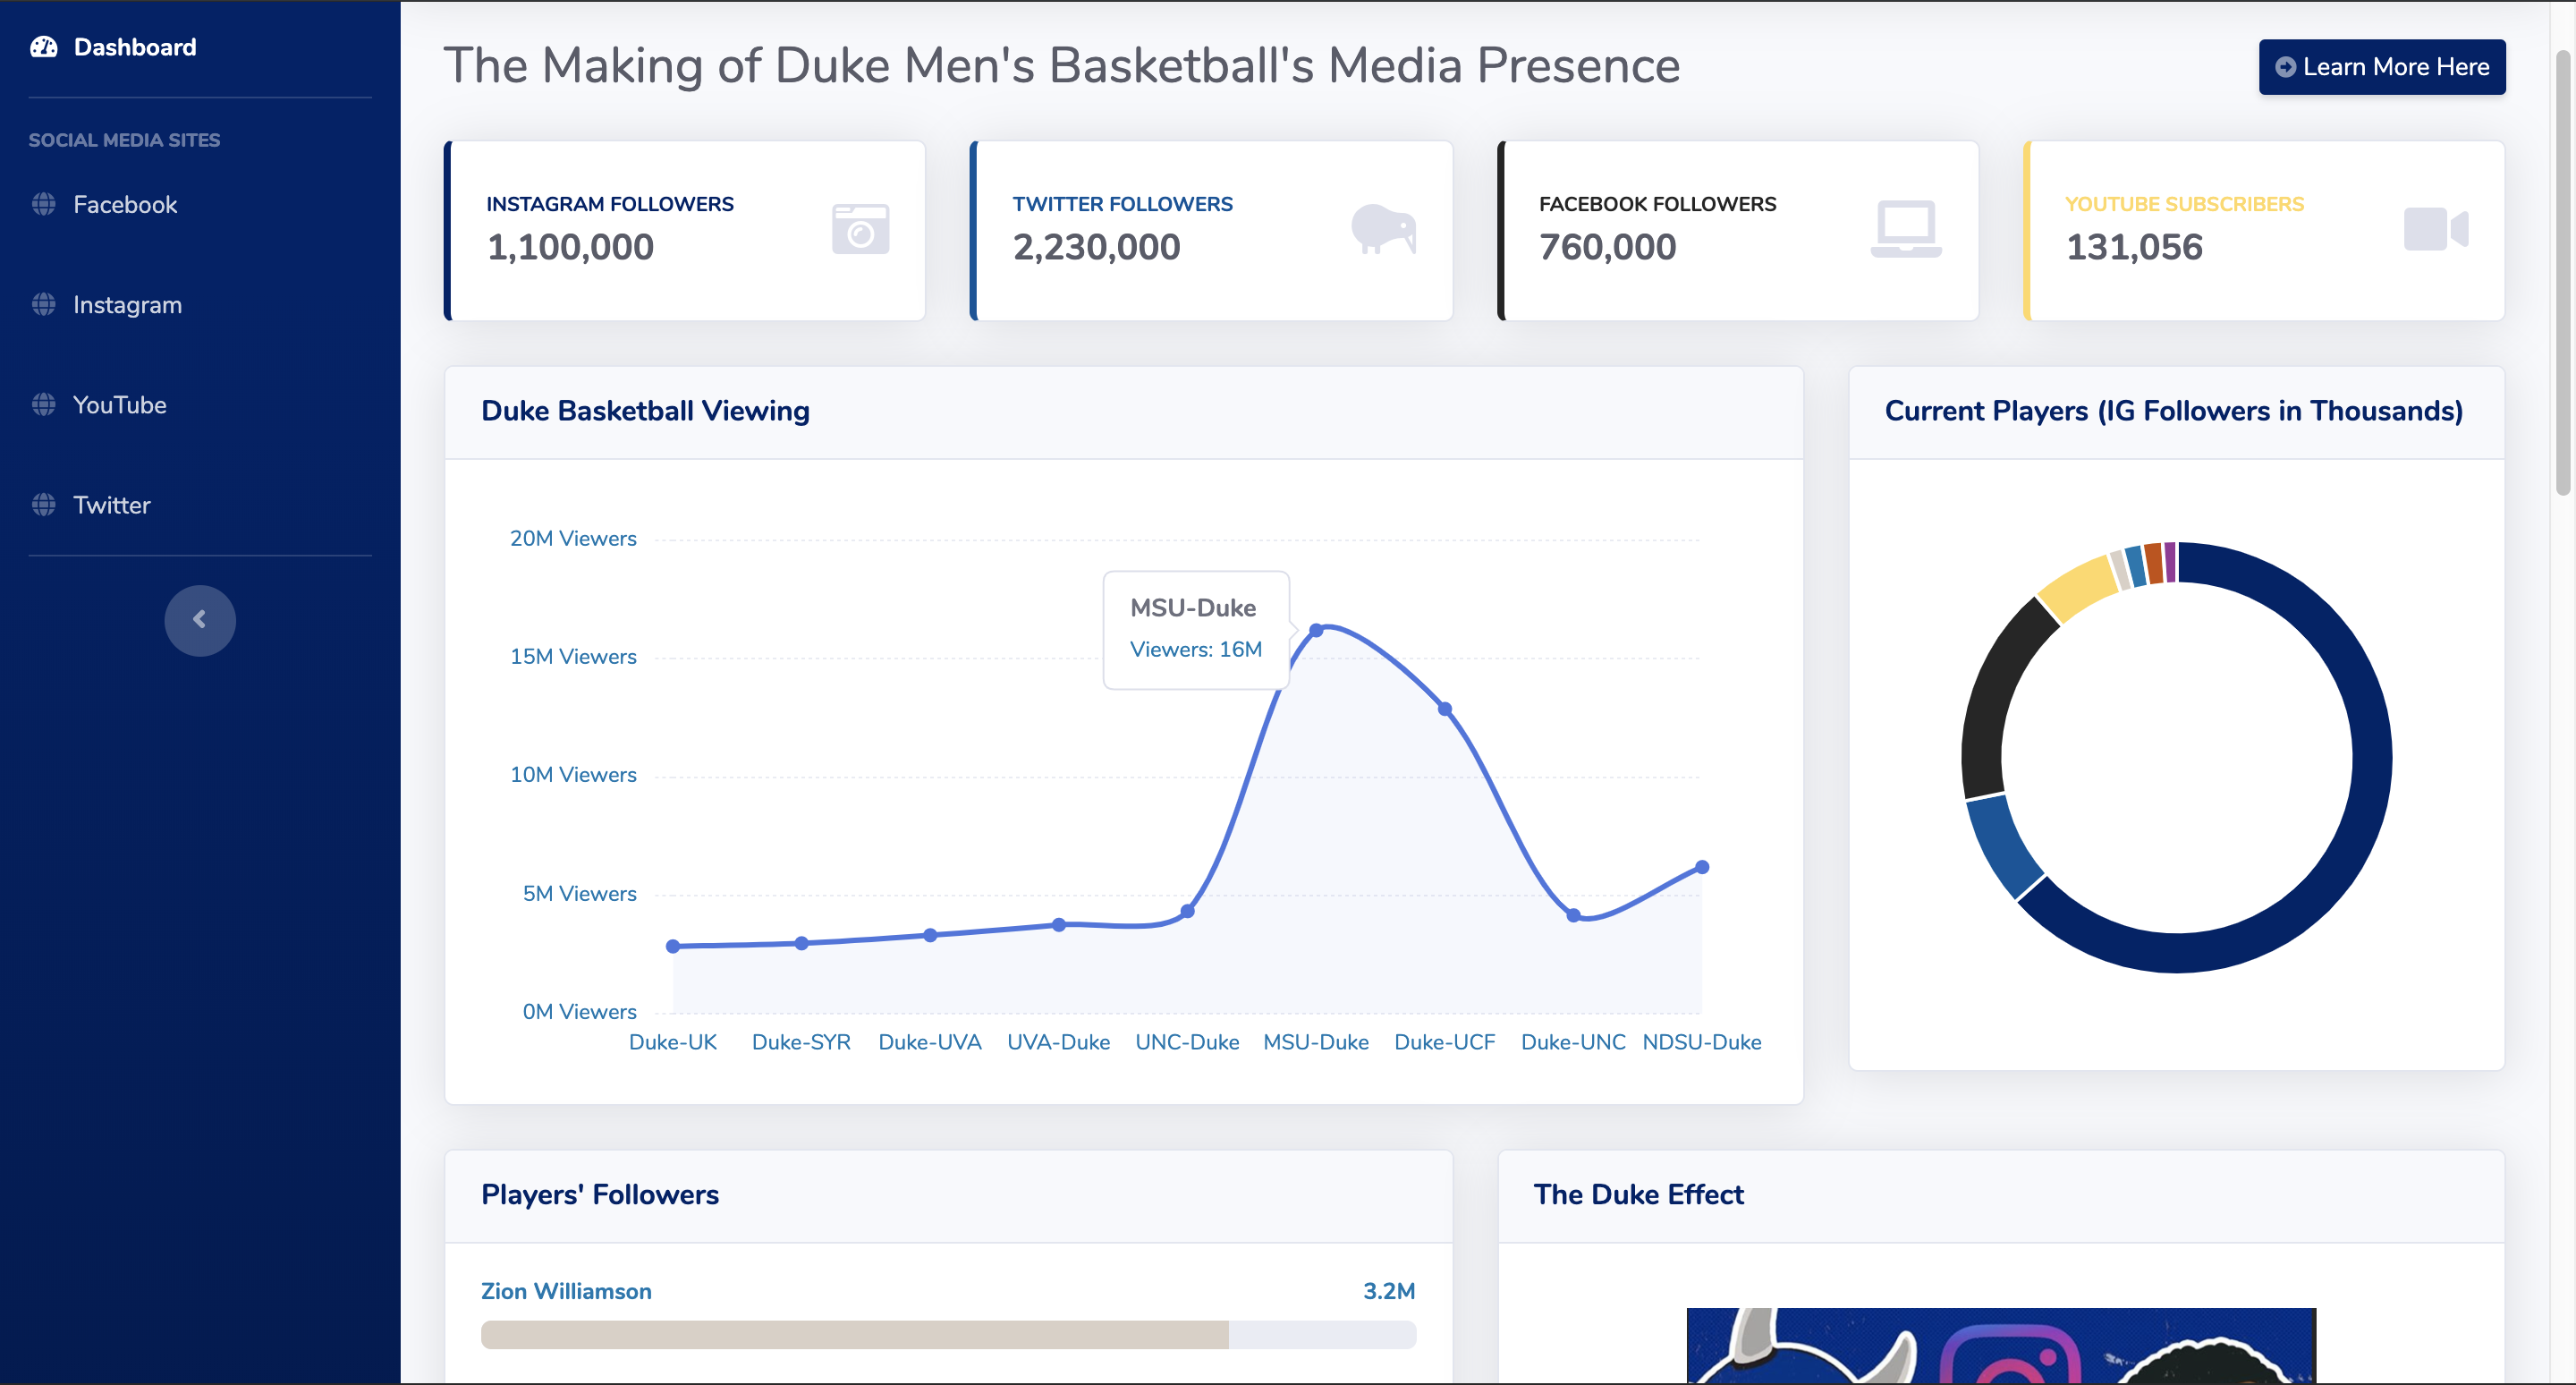 Dashboard
SOCIAL MEDIA SITES
Facebook
Instagram
YouTube
Twitter
The Making of Duke Men's Basketball's Media Presence
Learn More Here
INSTAGRAM FOLLOWERS
1,100,000
TWITTER FOLLOWERS
2,230,000
FACEBOOK FOLLOWERS
760,000
YOUTUBE SUBSCRIBERS
131,056
Duke Basketball Viewing
20M Viewers
15M Viewers
10M Viewers
5M Viewers
0M Viewers
MSU-Duke
Viewers: 16M
Duke-UK Duke-SYR Duke-UVA UVA-Duke UNC-Duke MSU-Duke Duke-UCF Duke-UNC NDSU-Duke
Current Players (IG Followers in Thousands)
Players' Followers
Zion Williamson 3.2M
The Duke Effect